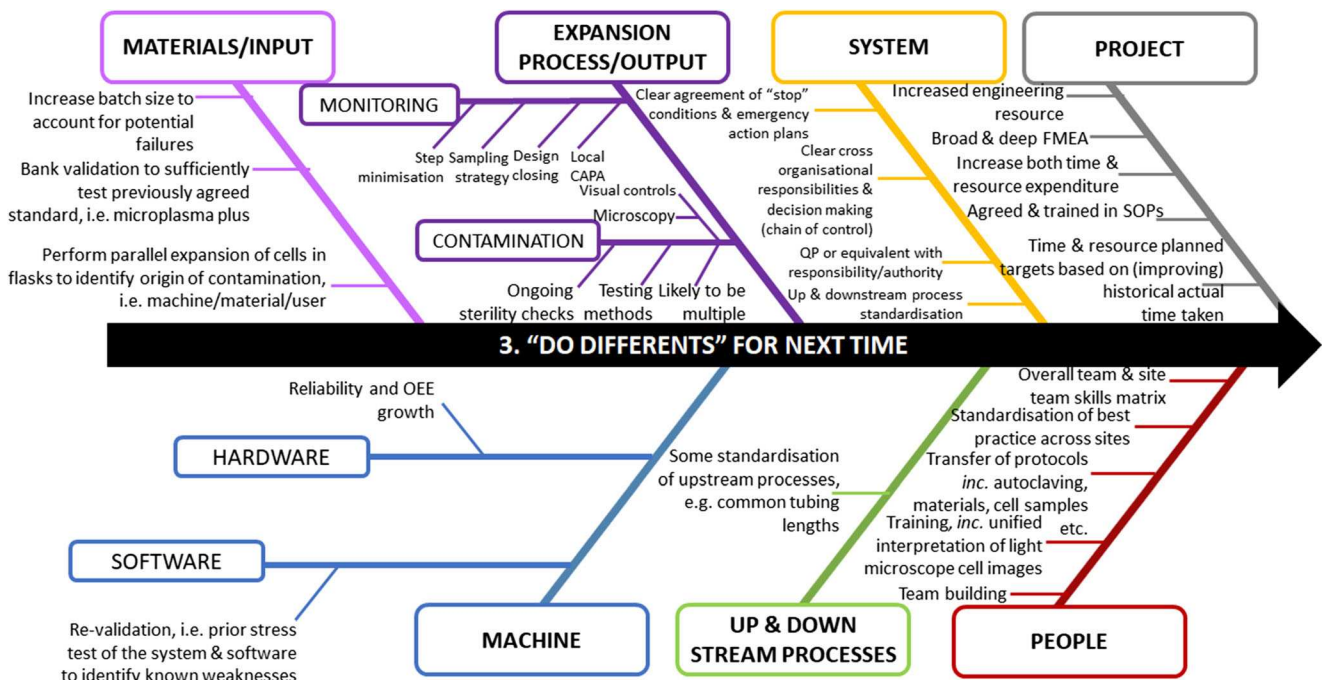 MATERIALS/INPUT
Increase batch size to
account for potential
failures
Bank validation to sufficiently
test previously agreed
standard, i.e. microplasma plus
Perform parallel expansion of cells in
flasks to identify origin of contamination,
i.e. machine/material/user
EXPANSION
PROCESS/OUTPUT
MONITORING
Step
minimisation
Sampling
strategy
Design
closing
Local
CAPA
Visual controls
Microscopy
CONTAMINATION
Ongoing
sterility checks
Testing
methods
Likely to be
multiple
SYSTEM
Clear agreement of “stop”
conditions & emergency
action plans
Clear cross
organisational
responsibilities &
decision making
(chain of control)
QP or equivalent with
responsibility/authority
Up & downstream process
standardisation
PROJECT
Increased engineering
resource
Broad & deep FMEA
Increase both time &
resource expenditure
Agreed & trained in SOPs
Time & resource planned
targets based on (improving)
historical actual
time taken
3. “DO DIFFERENTS” FOR NEXT TIME
Reliability and OEE
growth
HARDWARE
SOFTWARE
Re-validation, i.e. prior stress
test of the system & software
to identify known weaknesses
MACHINE
Some standardisation
of upstream processes,
e.g. common tubing
lengths
UP & DOWN
STREAM PROCESSES
Overall team & site
team skills matrix
Standardisation of best
practice across sites
Transfer of protocols
inc. autoclaving,
materials, cell samples
etc.
Training, inc. unified
interpretation of light
microscope cell images
Team building
PEOPLE